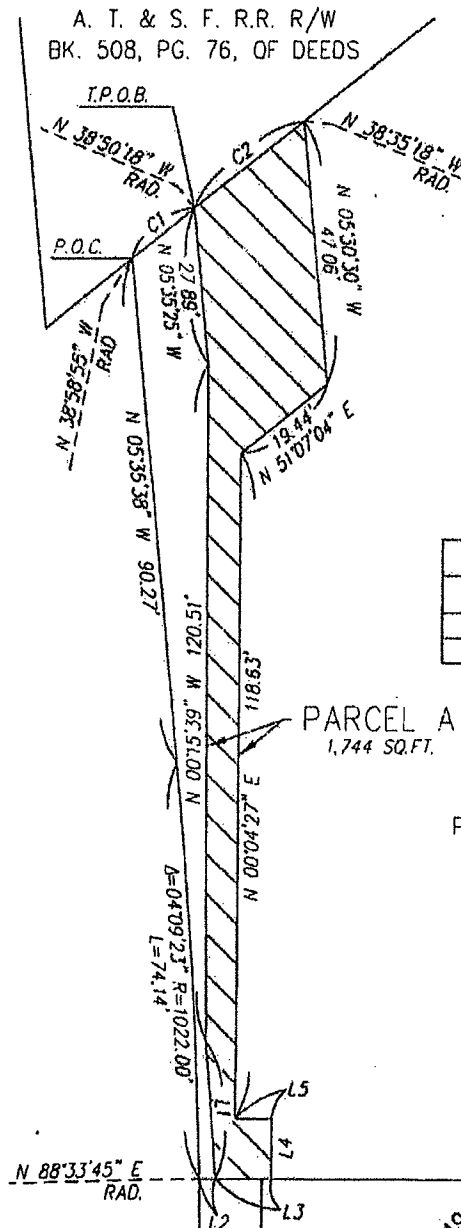 A. T. & S. F. R.R. R/W
BK. 508, PG. 76, OF DEEDS
T.P.O.B.
N 38°50'18" W
RAD.
C2
N 38°35'18" W
RAD.
C1
P.O.C.
N 38°58'55" W
RAD
27.89'
N 05°35'25" W
N 05°30'30" W
47.06'
19.44'
N 51°07'04" E
N 05°35'38" W 90.27'
N 00°15'39" W 120.51'
118.63'
N 00°04'27" E
PARCEL A
1,744 SQ.FT.
Δ=04°09'23" R=1022.00'
L=74.14'
L1
L5
L4
N 88°33'45" E
RAD.
L3
L2